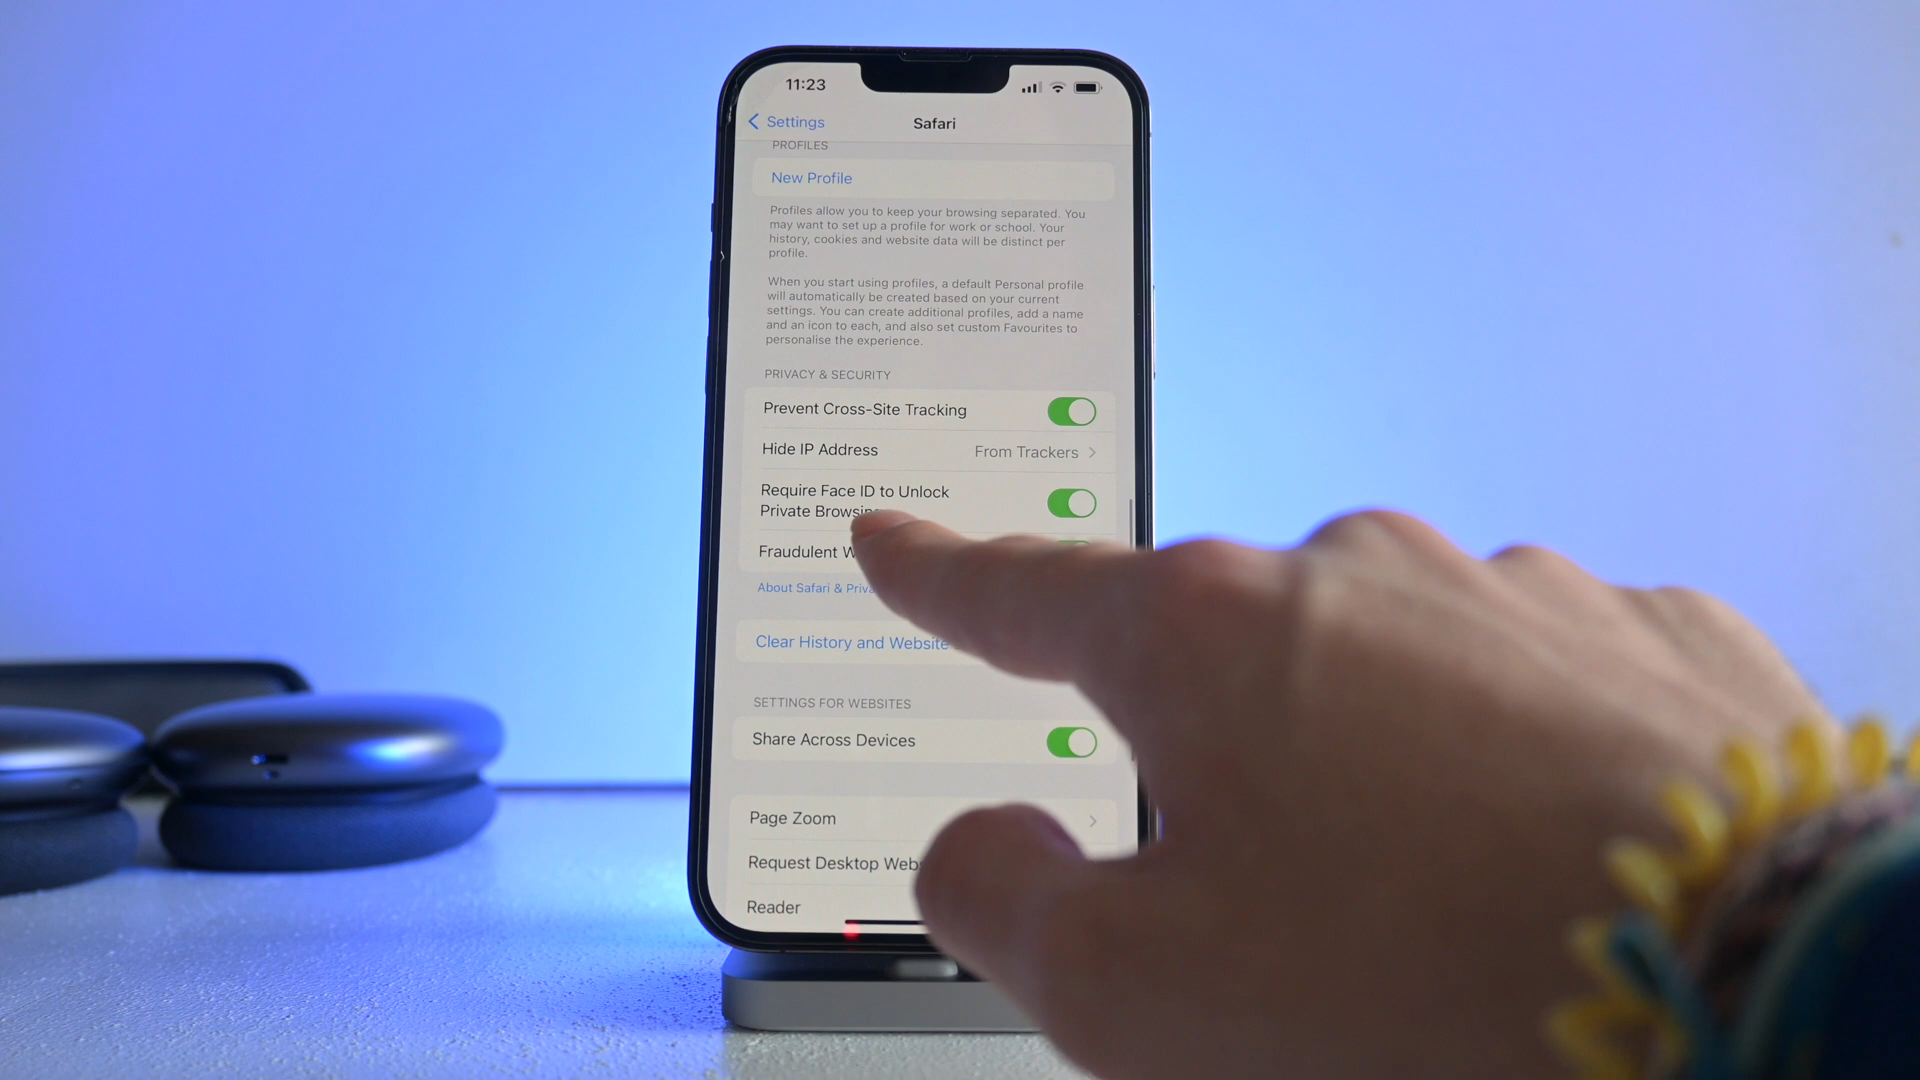 11:23
Settings
Safari
PROFILES
New Profile
Profiles allow you to keep your browsing separated. You
may want to set up a profile for work or school. Your
history, cookies and website data will be distinct per
profile.
When you start using profiles, a default Personal profile
will automatically be created based on your current
settings. You can create additional profiles, add a name
and an icon to each, and also set custom Favourites to
personalise the experience.
PRIVACY & SECURITY
Prevent Cross-Site Tracking
Hide IP Address From Trackers
Require Face ID to Unlock
Private Browsing
Fraudulent
About Safari &
Clear History and Website
SETTINGS FOR WEBSITES
Share Across Devices
Page Zoom
Request Desktop
Reader